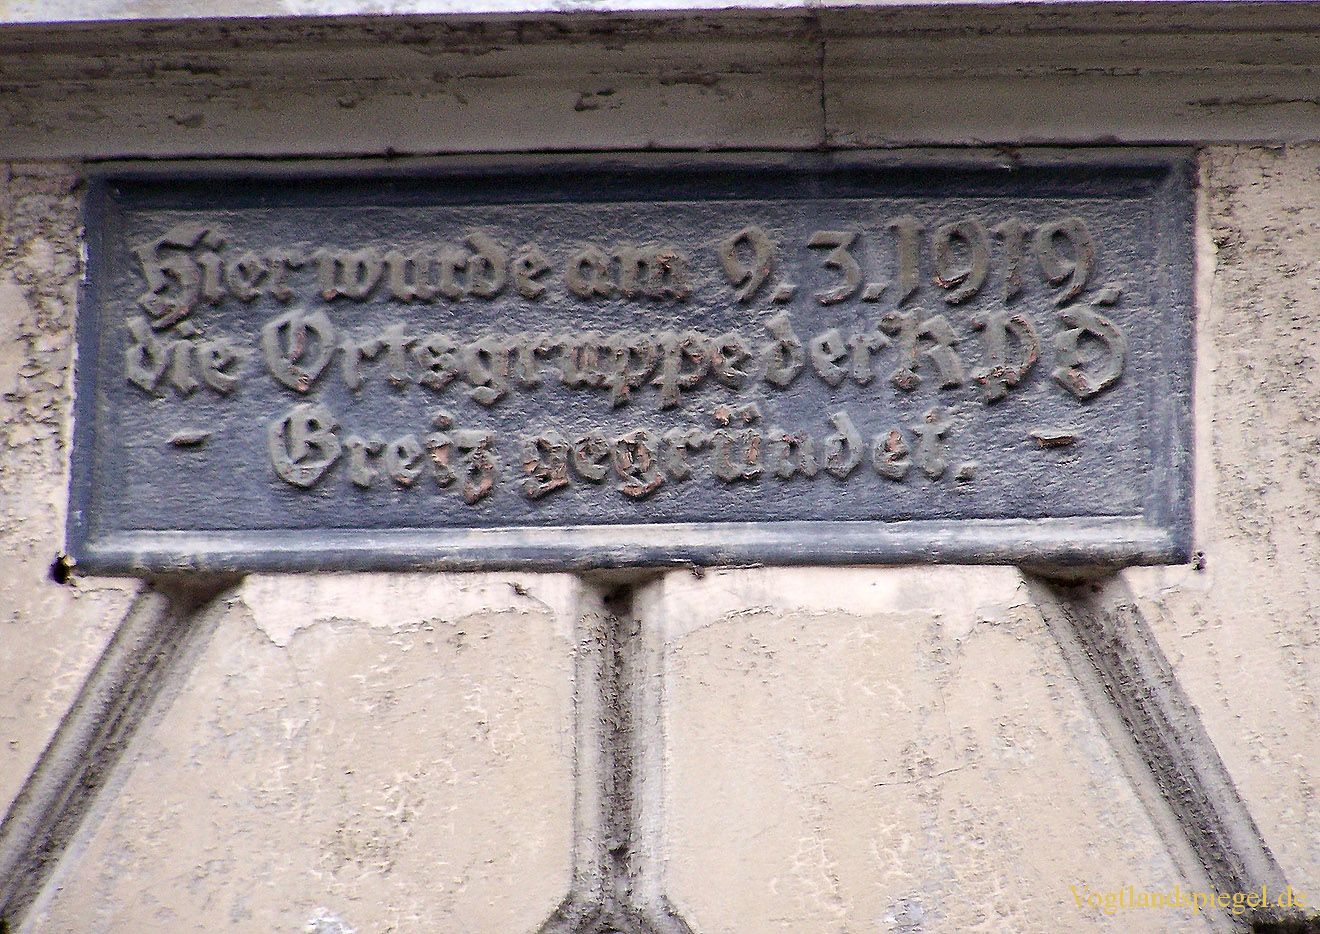 Hier wurde am 9.3.1919.
die Ortsgruppe der KPD
- Greiz gegründet. -
Vogtlandspiegel.de